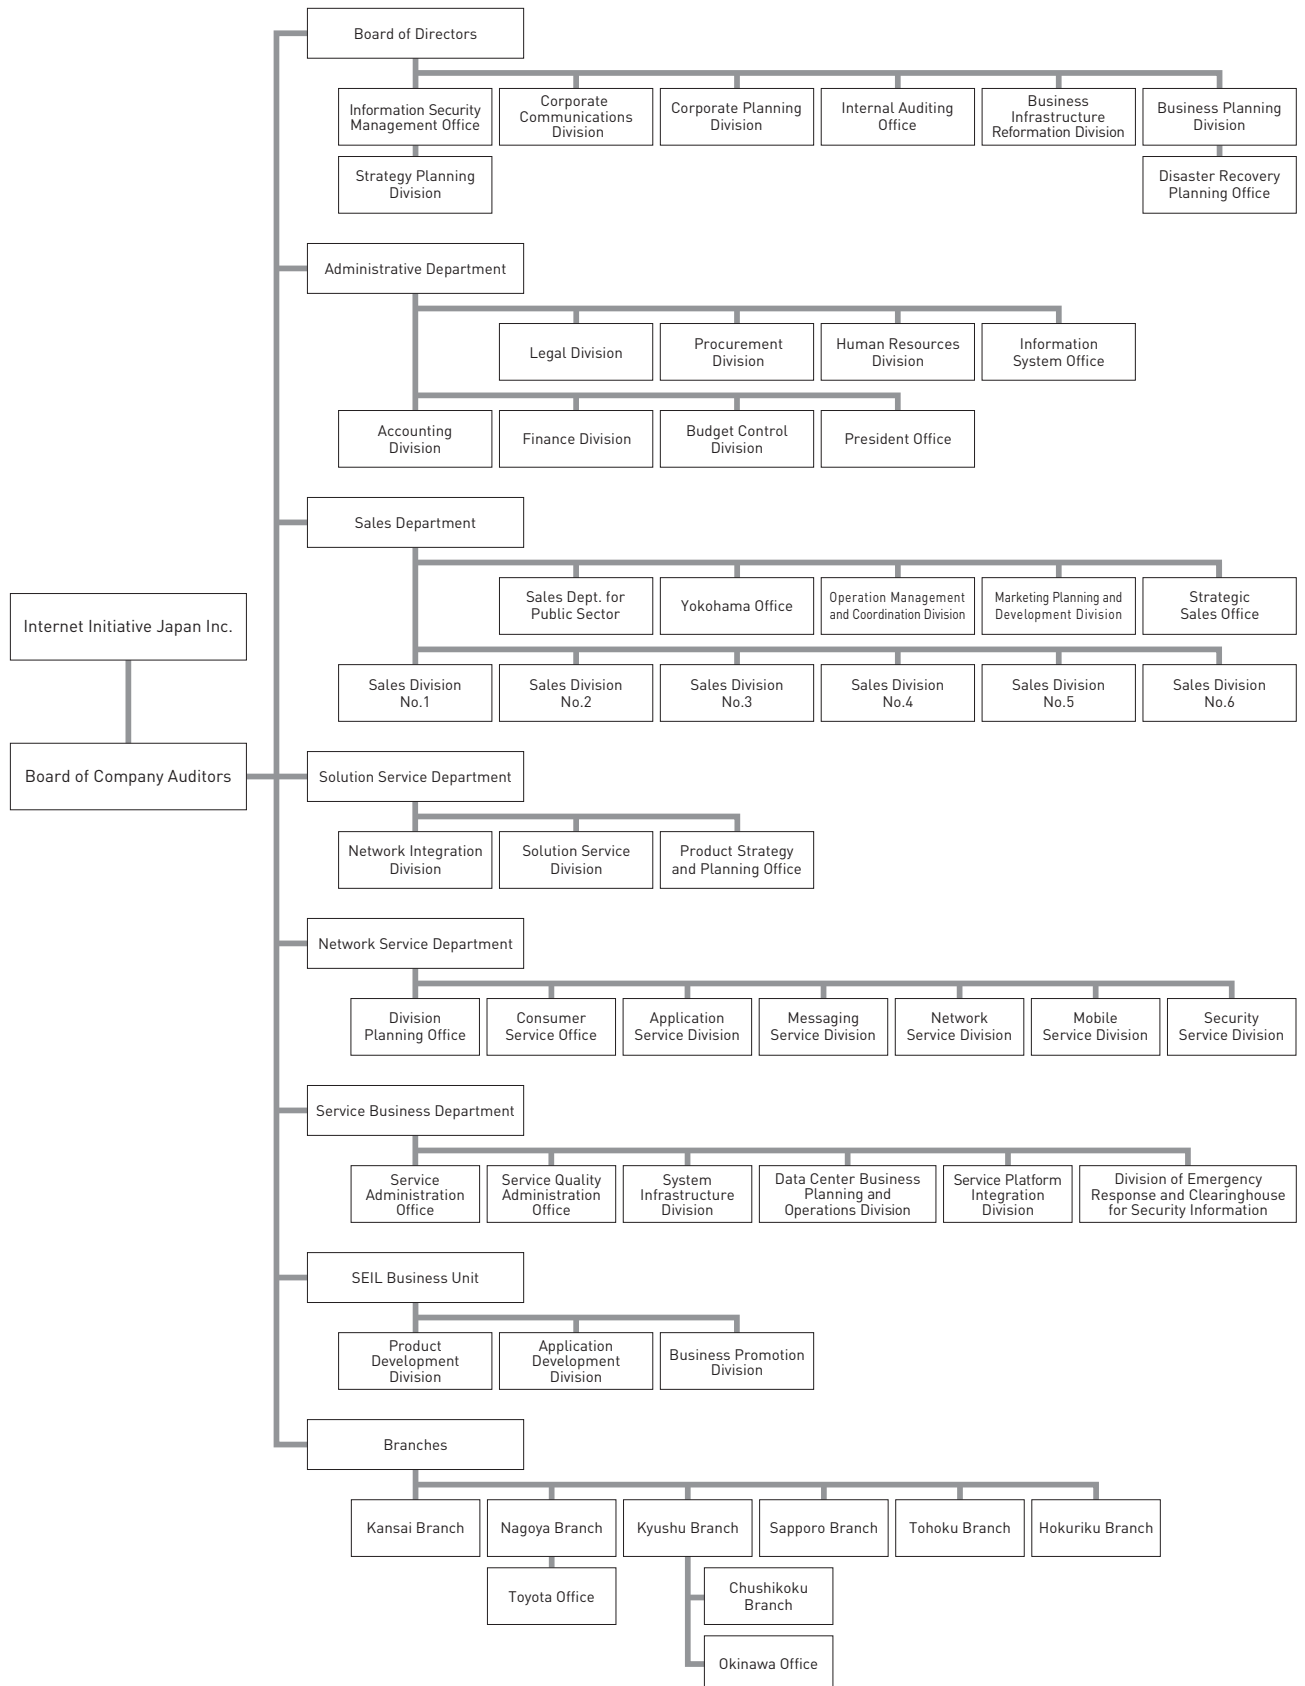 Board of Directors
Information Security
Management Office
Corporate
Communications
Division
Corporate Planning
Division
Internal Auditing
Office
Business
Infrastructure
Reformation Division
Business Planning
Division
Strategy Planning
Division
Disaster Recovery
Planning Office
Administrative Department
Legal Division
Procurement
Division
Human Resources
Division
Information
System Office
Accounting
Division
Finance Division
Budget Control
Division
President Office
Sales Department
Sales Dept. for
Public Sector
Yokohama Office
Operation Management
and Coordination Division
Marketing Planning and
Development Division
Strategic
Sales Office
Sales Division
No.1
Sales Division
No.2
Sales Division
No.3
Sales Division
No.4
Sales Division
No.5
Sales Division
No.6
Internet Initiative Japan Inc.
Board of Company Auditors
Solution Service Department
Network Integration
Division
Solution Service
Division
Product Strategy
and Planning Office
Network Service Department
Division
Planning Office
Consumer
Service Office
Application
Service Division
Messaging
Service Division
Network
Service Division
Mobile
Service Division
Security
Service Division
Service Business Department
Service
Administration
Office
Service Quality
Administration
Office
System
Infrastructure
Division
Data Center Business
Planning and
Operations Division
Service Platform
Integration
Division
Division of Emergency
Response and Clearinghouse
for Security Information
SEIL Business Unit
Product
Development
Division
Application
Development
Division
Business Promotion
Division
Branches
Kansai Branch
Nagoya Branch
Kyushu Branch
Sapporo Branch
Tohoku Branch
Hokuriku Branch
Toyota Office
Chushikoku
Branch
Okinawa Office